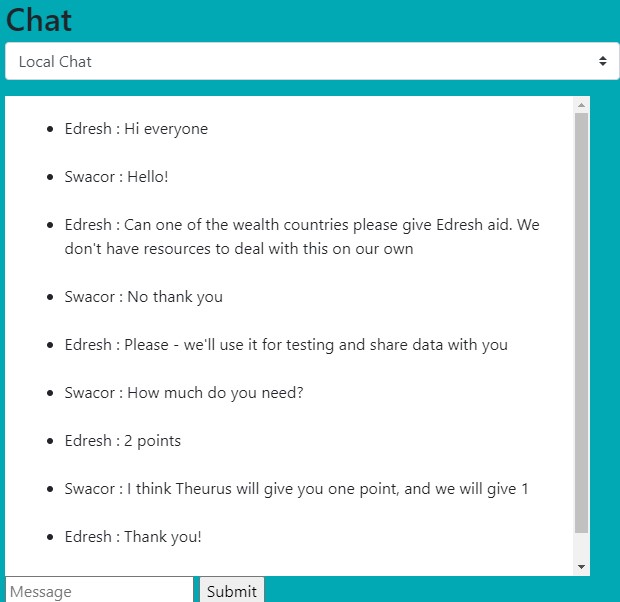 Chat
Local Chat
Edresh : Hi everyone
Swacor : Hello!
Edresh : Can one of the wealth countries please give Edresh aid. We
don't have resources to deal with this on our own
Swacor : No thank you
Edresh : Please - we'll use it for testing and share data with you
Swacor : How much do you need?
Edresh : 2 points
Swacor : I think Theurus will give you one point, and we will give 1
Edresh : Thank you!
Message
Submit